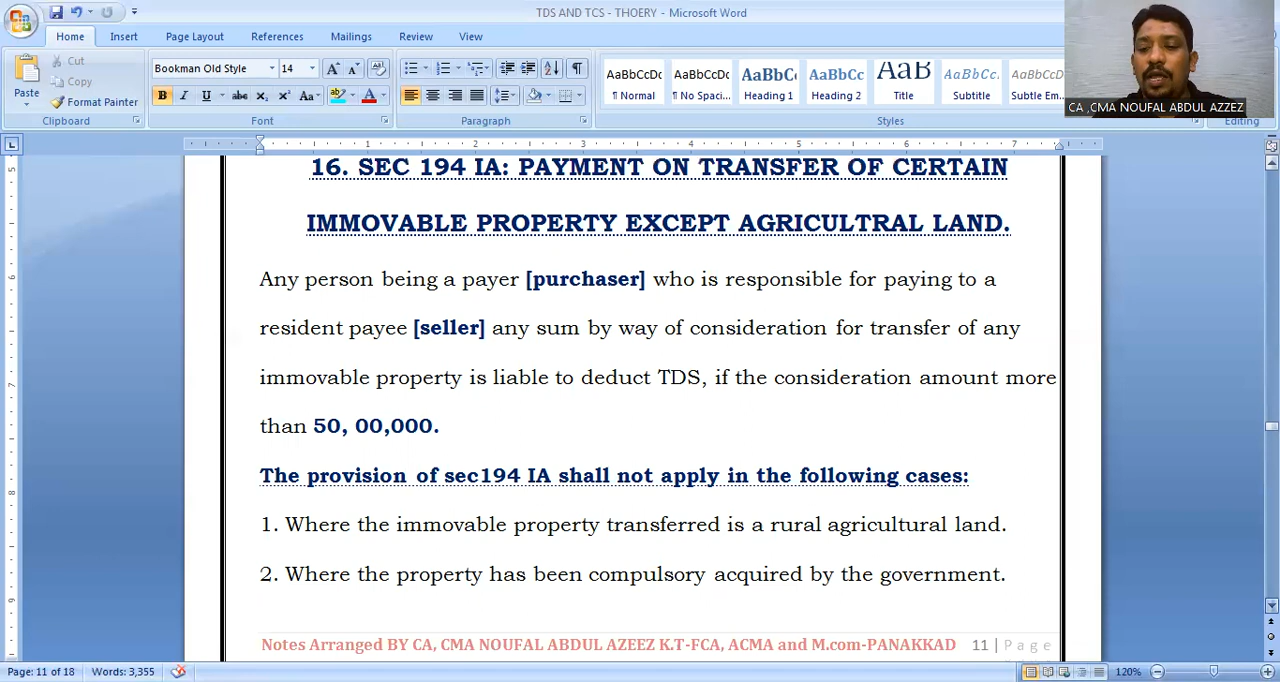 TDS AND TCS - THOERY - Microsoft Word
Home Insert Page Layout References Mailings Review View
Paste
Cut
Copy
Format Painter
Clipboard
Bookman Old Style 14
Font
Paragraph
AaBbCcDc AaBbCcDc AaBbC AaBbCc AaB AaBbCc. AaBbCcD
¶ Normal ¶ No Spaci... Heading 1 Heading 2 Title Subtitle Subtle Em...
Styles
Editing
CA ,CMA NOUFAL ABDUL AZZEZ
16. SEC 194 IA: PAYMENT ON TRANSFER OF CERTAIN
IMMOVABLE PROPERTY EXCEPT AGRICULTRAL LAND.
Any person being a payer [purchaser] who is responsible for paying to a
resident payee [seller] any sum by way of consideration for transfer of any
immovable property is liable to deduct TDS, if the consideration amount more
than 50, 00,000.
The provision of sec194 IA shall not apply in the following cases:
1. Where the immovable property transferred is a rural agricultural land.
2. Where the property has been compulsory acquired by the government.
Notes Arranged BY CA, CMA NOUFAL ABDUL AZEEZ K.T-FCA, ACMA and M.com-PANAKKAD 11 | P a g e
Page: 11 of 18 Words: 3,355 120%